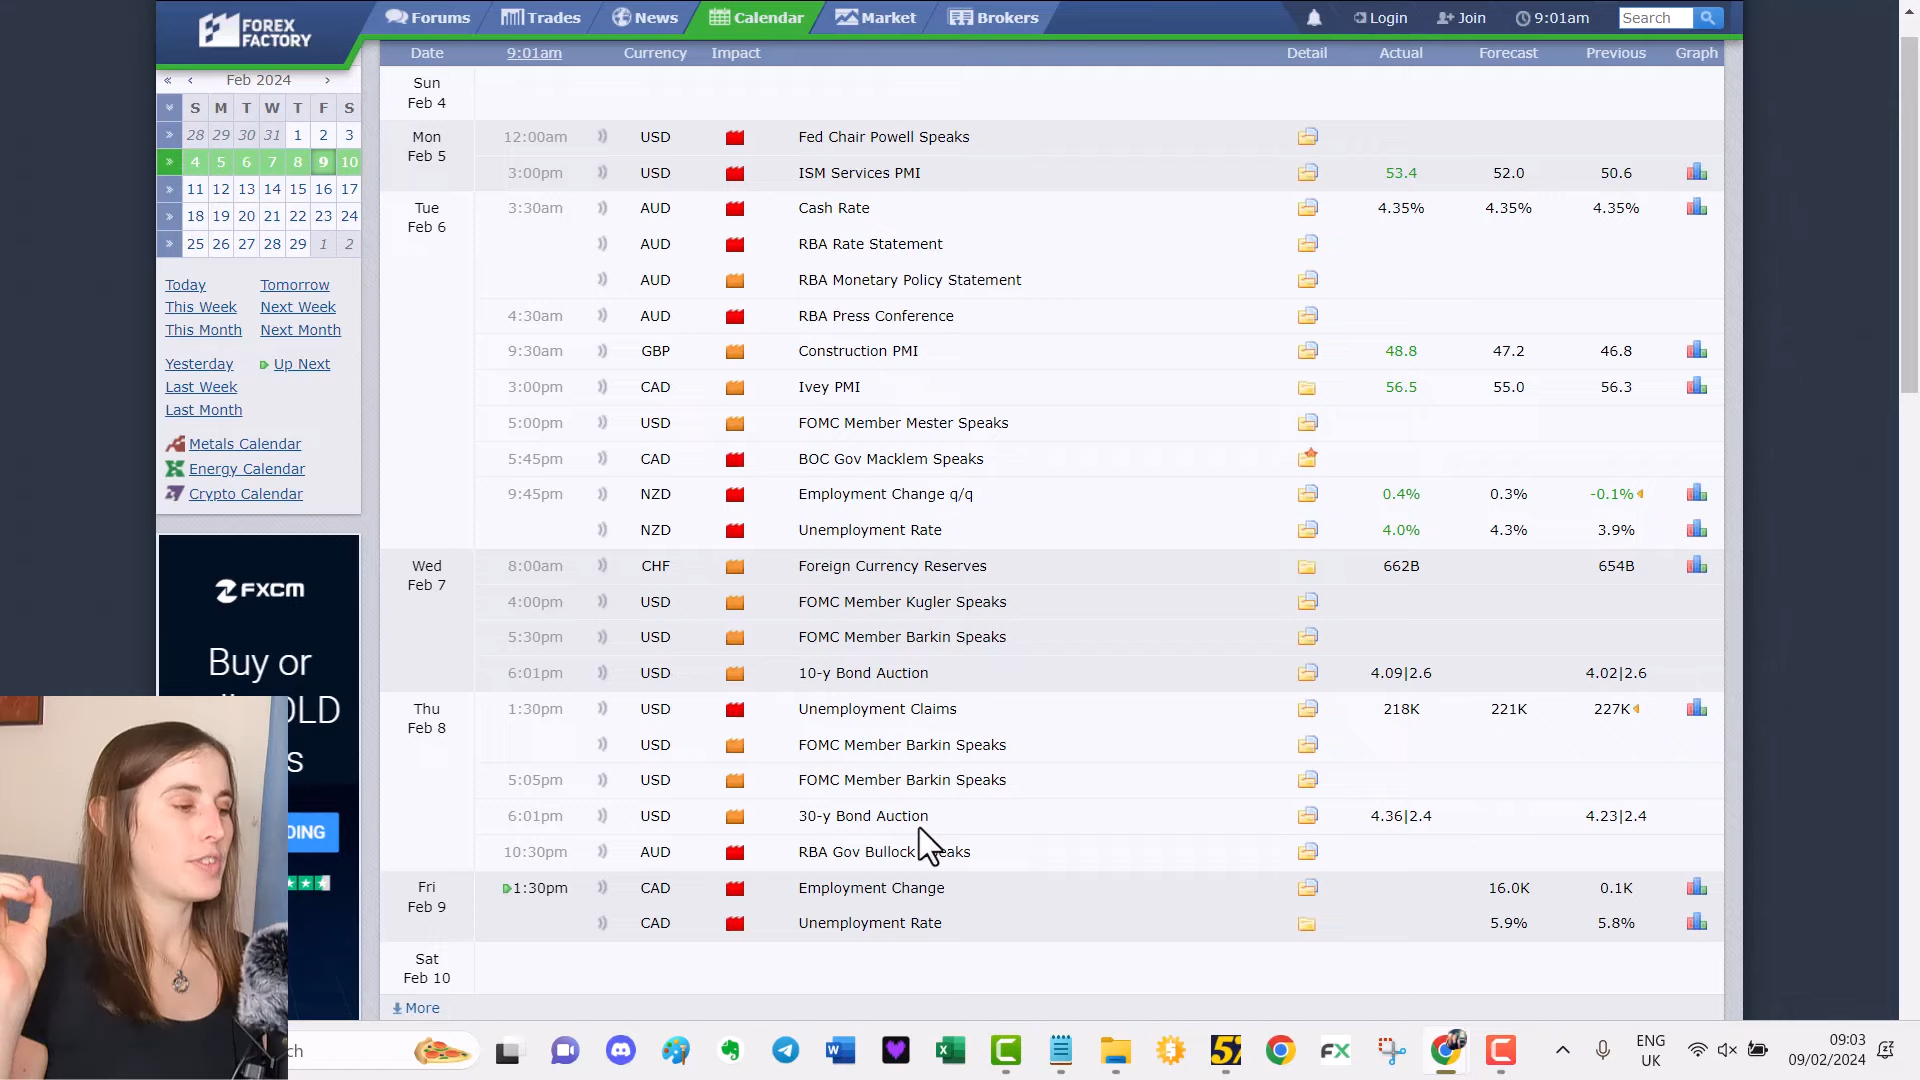 FOREX FACTORY
Forums Trades News Calendar Market Brokers
Login Join 9:01am Search
« ‹ Feb 2024 ›
S M T W T F S
28 29 30 31 1 2 3
4 5 6 7 8 9 10
11 12 13 14 15 16 17
18 19 20 21 22 23 24
25 26 27 28 29 1 2
Today Tomorrow
This Week Next Week
This Month Next Month
Yesterday Up Next
Last Week
Last Month
Metals Calendar
Energy Calendar
Crypto Calendar
FXCM
Buy or
OLD
s
DING
Date 9:01am Currency Impact Detail Actual Forecast Previous Graph
Sun
Feb 4
Mon
Feb 5
12:00am USD Fed Chair Powell Speaks
3:00pm USD ISM Services PMI 53.4 52.0 50.6
Tue
Feb 6
3:30am AUD Cash Rate 4.35% 4.35% 4.35%
AUD RBA Rate Statement
AUD RBA Monetary Policy Statement
4:30am AUD RBA Press Conference
9:30am GBP Construction PMI 48.8 47.2 46.8
3:00pm CAD Ivey PMI 56.5 55.0 56.3
5:00pm USD FOMC Member Mester Speaks
5:45pm CAD BOC Gov Macklem Speaks
9:45pm NZD Employment Change q/q 0.4% 0.3% -0.1%
NZD Unemployment Rate 4.0% 4.3% 3.9%
Wed
Feb 7
8:00am CHF Foreign Currency Reserves 662B 654B
4:00pm USD FOMC Member Kugler Speaks
5:30pm USD FOMC Member Barkin Speaks
6:01pm USD 10-y Bond Auction 4.09|2.6 4.02|2.6
Thu
Feb 8
1:30pm USD Unemployment Claims 218K 221K 227K
USD FOMC Member Barkin Speaks
5:05pm USD FOMC Member Barkin Speaks
6:01pm USD 30-y Bond Auction 4.36|2.4 4.23|2.4
10:30pm AUD RBA Gov Bullock eaks
Fri
Feb 9
1:30pm CAD Employment Change 16.0K 0.1K
CAD Unemployment Rate 5.9% 5.8%
Sat
Feb 10
More
ch
FX
ENG
UK
09:03
09/02/2024